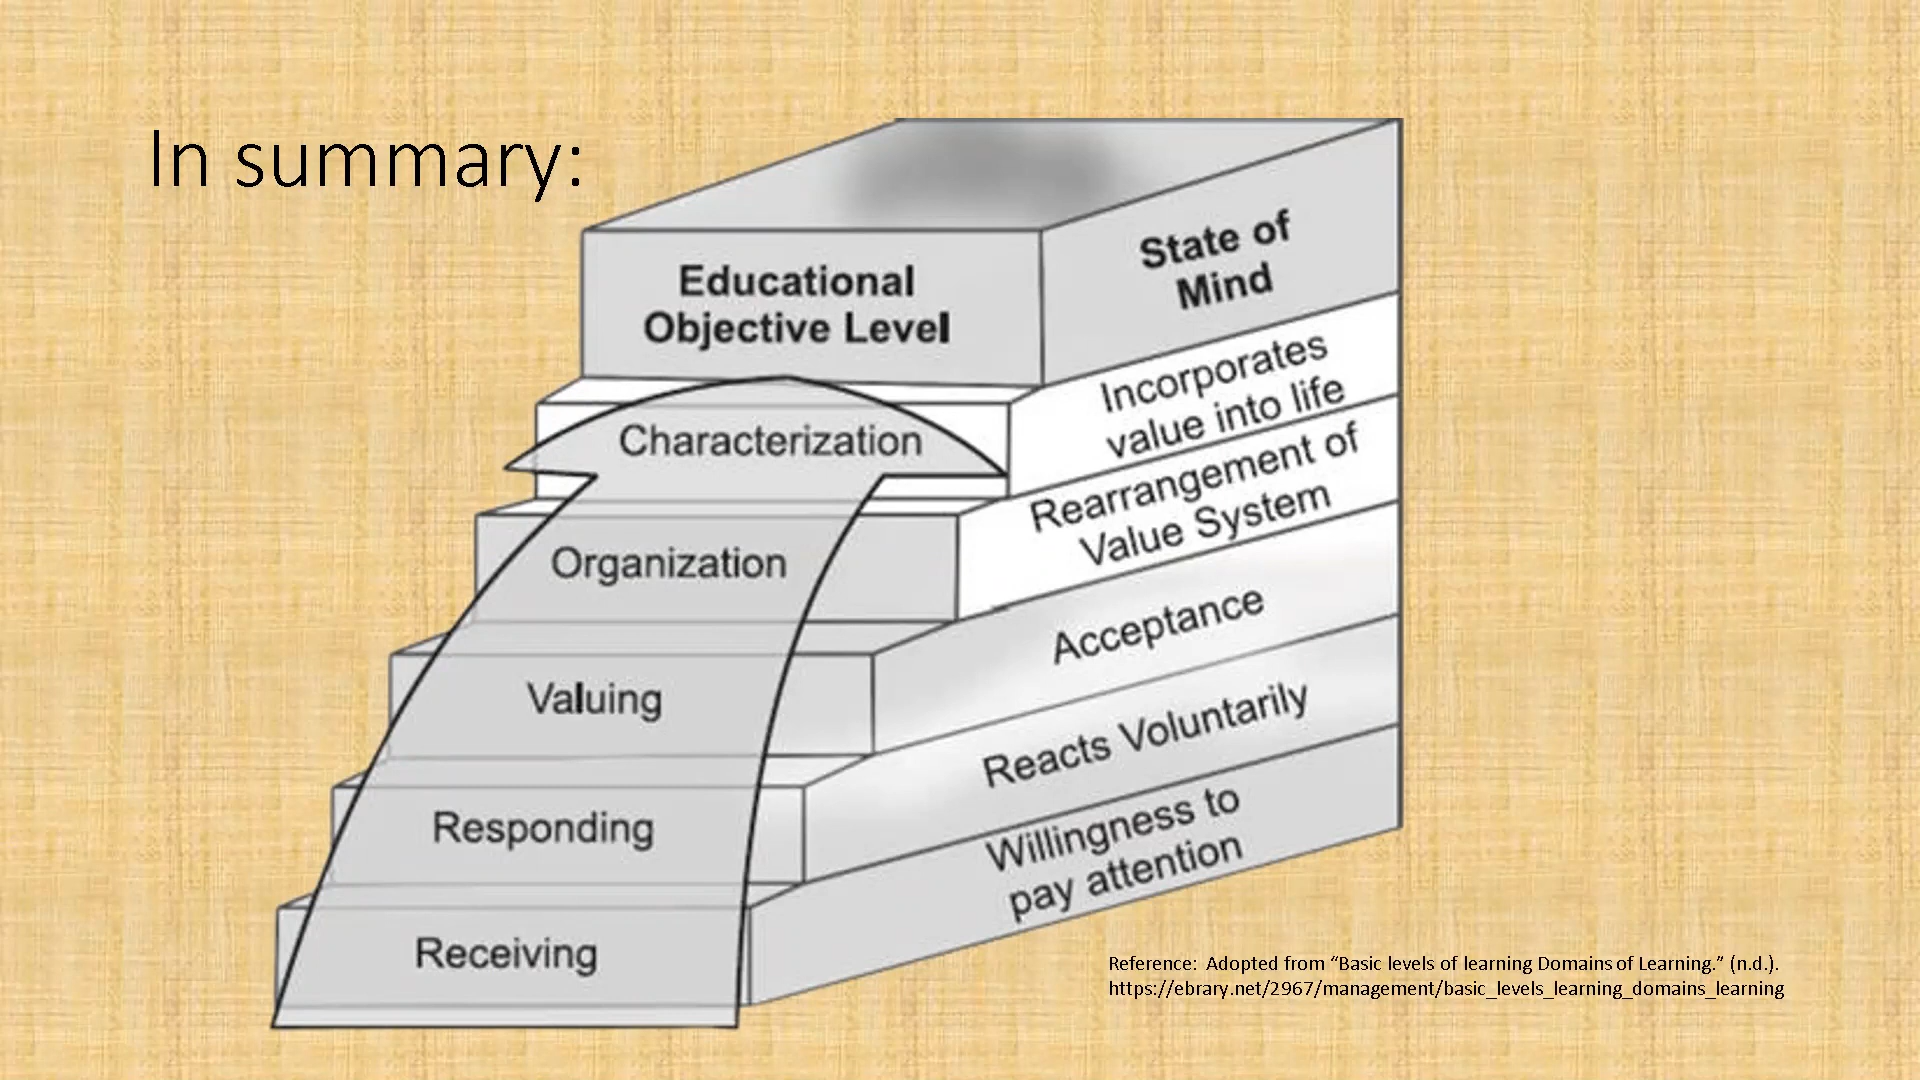 In summary:
Educational
Objective Level
State of
Mind
Characterization
Incorporates
value into life
Organization
Rearrangement of
Value System
Valuing
Acceptance
Responding
Reacts Voluntarily
Receiving
Willingness to
pay attention
Reference:  Adopted from “Basic levels of learning Domains of Learning.” (n.d.).
https://ebrary.net/2967/management/basic_levels_learning_domains_learning